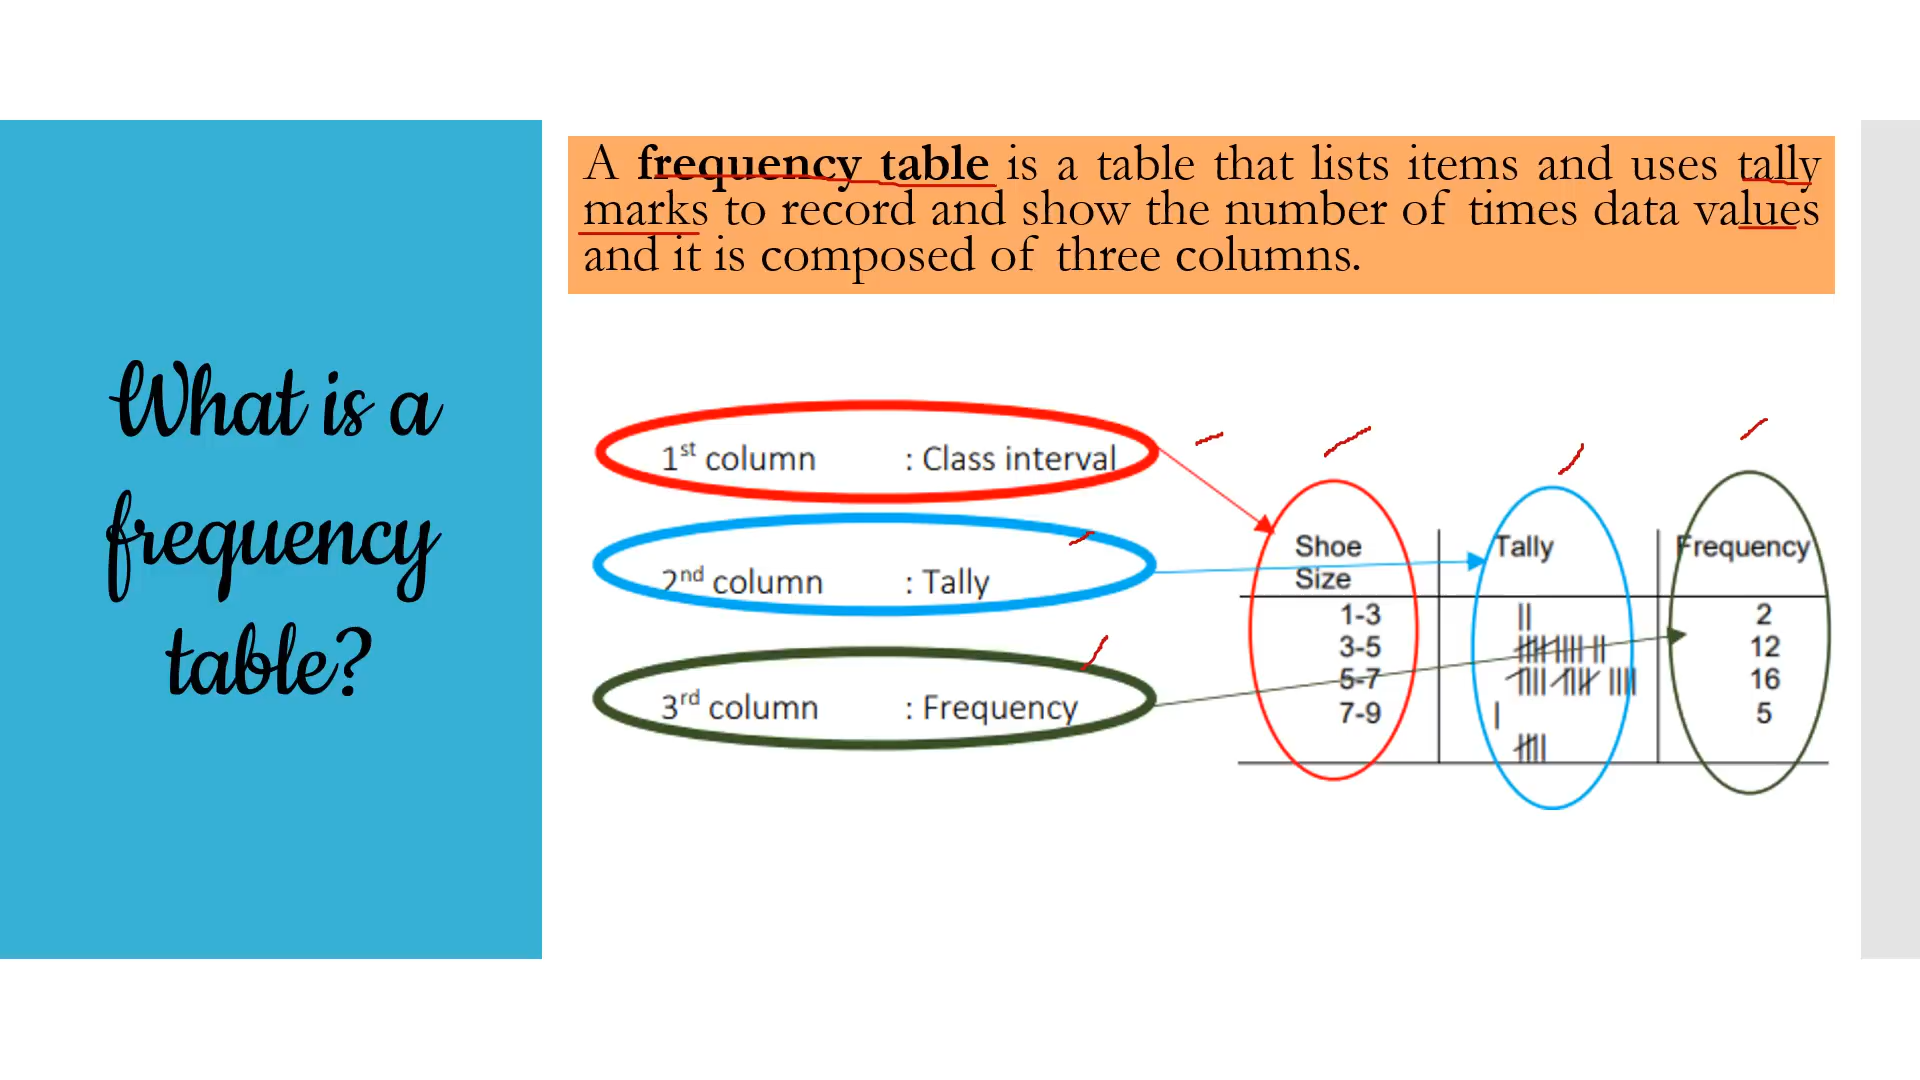 What is a
frequency
table?
A frequency table is a table that lists items and uses tally
marks to record and show the number of times data values
and it is composed of three columns.
1st column : Class interval
2nd column : Tally
3rd column : Frequency
Shoe Size Tally Frequency
1-3 || 2
3-5 12
5-7 16
7-9 5